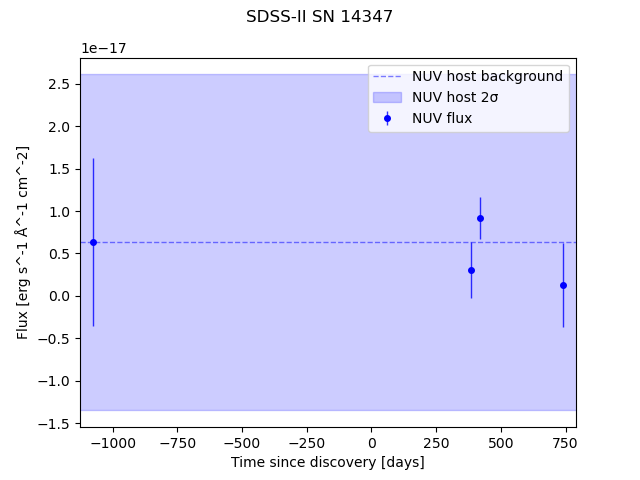 SDSS-II SN 14347
1e−17
NUV host background
NUV host 2σ
NUV flux
2.5
2.0
1.5
1.0
0.5
0.0
−0.5
−1.0
−1.5
Flux [erg s^-1 Å^-1 cm^-2]
−1000
−750
−500
−250
0
250
500
750
Time since discovery [days]